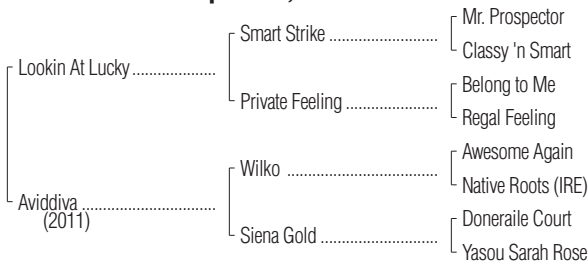 Mr. Prospector
Smart Strike ....................
Classy 'n Smart
Lookin At Lucky ...................
Belong to Me
Private Feeling .................
Regal Feeling
Awesome Again
Wilko ..............................
Native Roots (IRE)
Aviddiva ..............................
(2011)
Doneraile Court
Siena Gold ........................
Yasou Sarah Rose